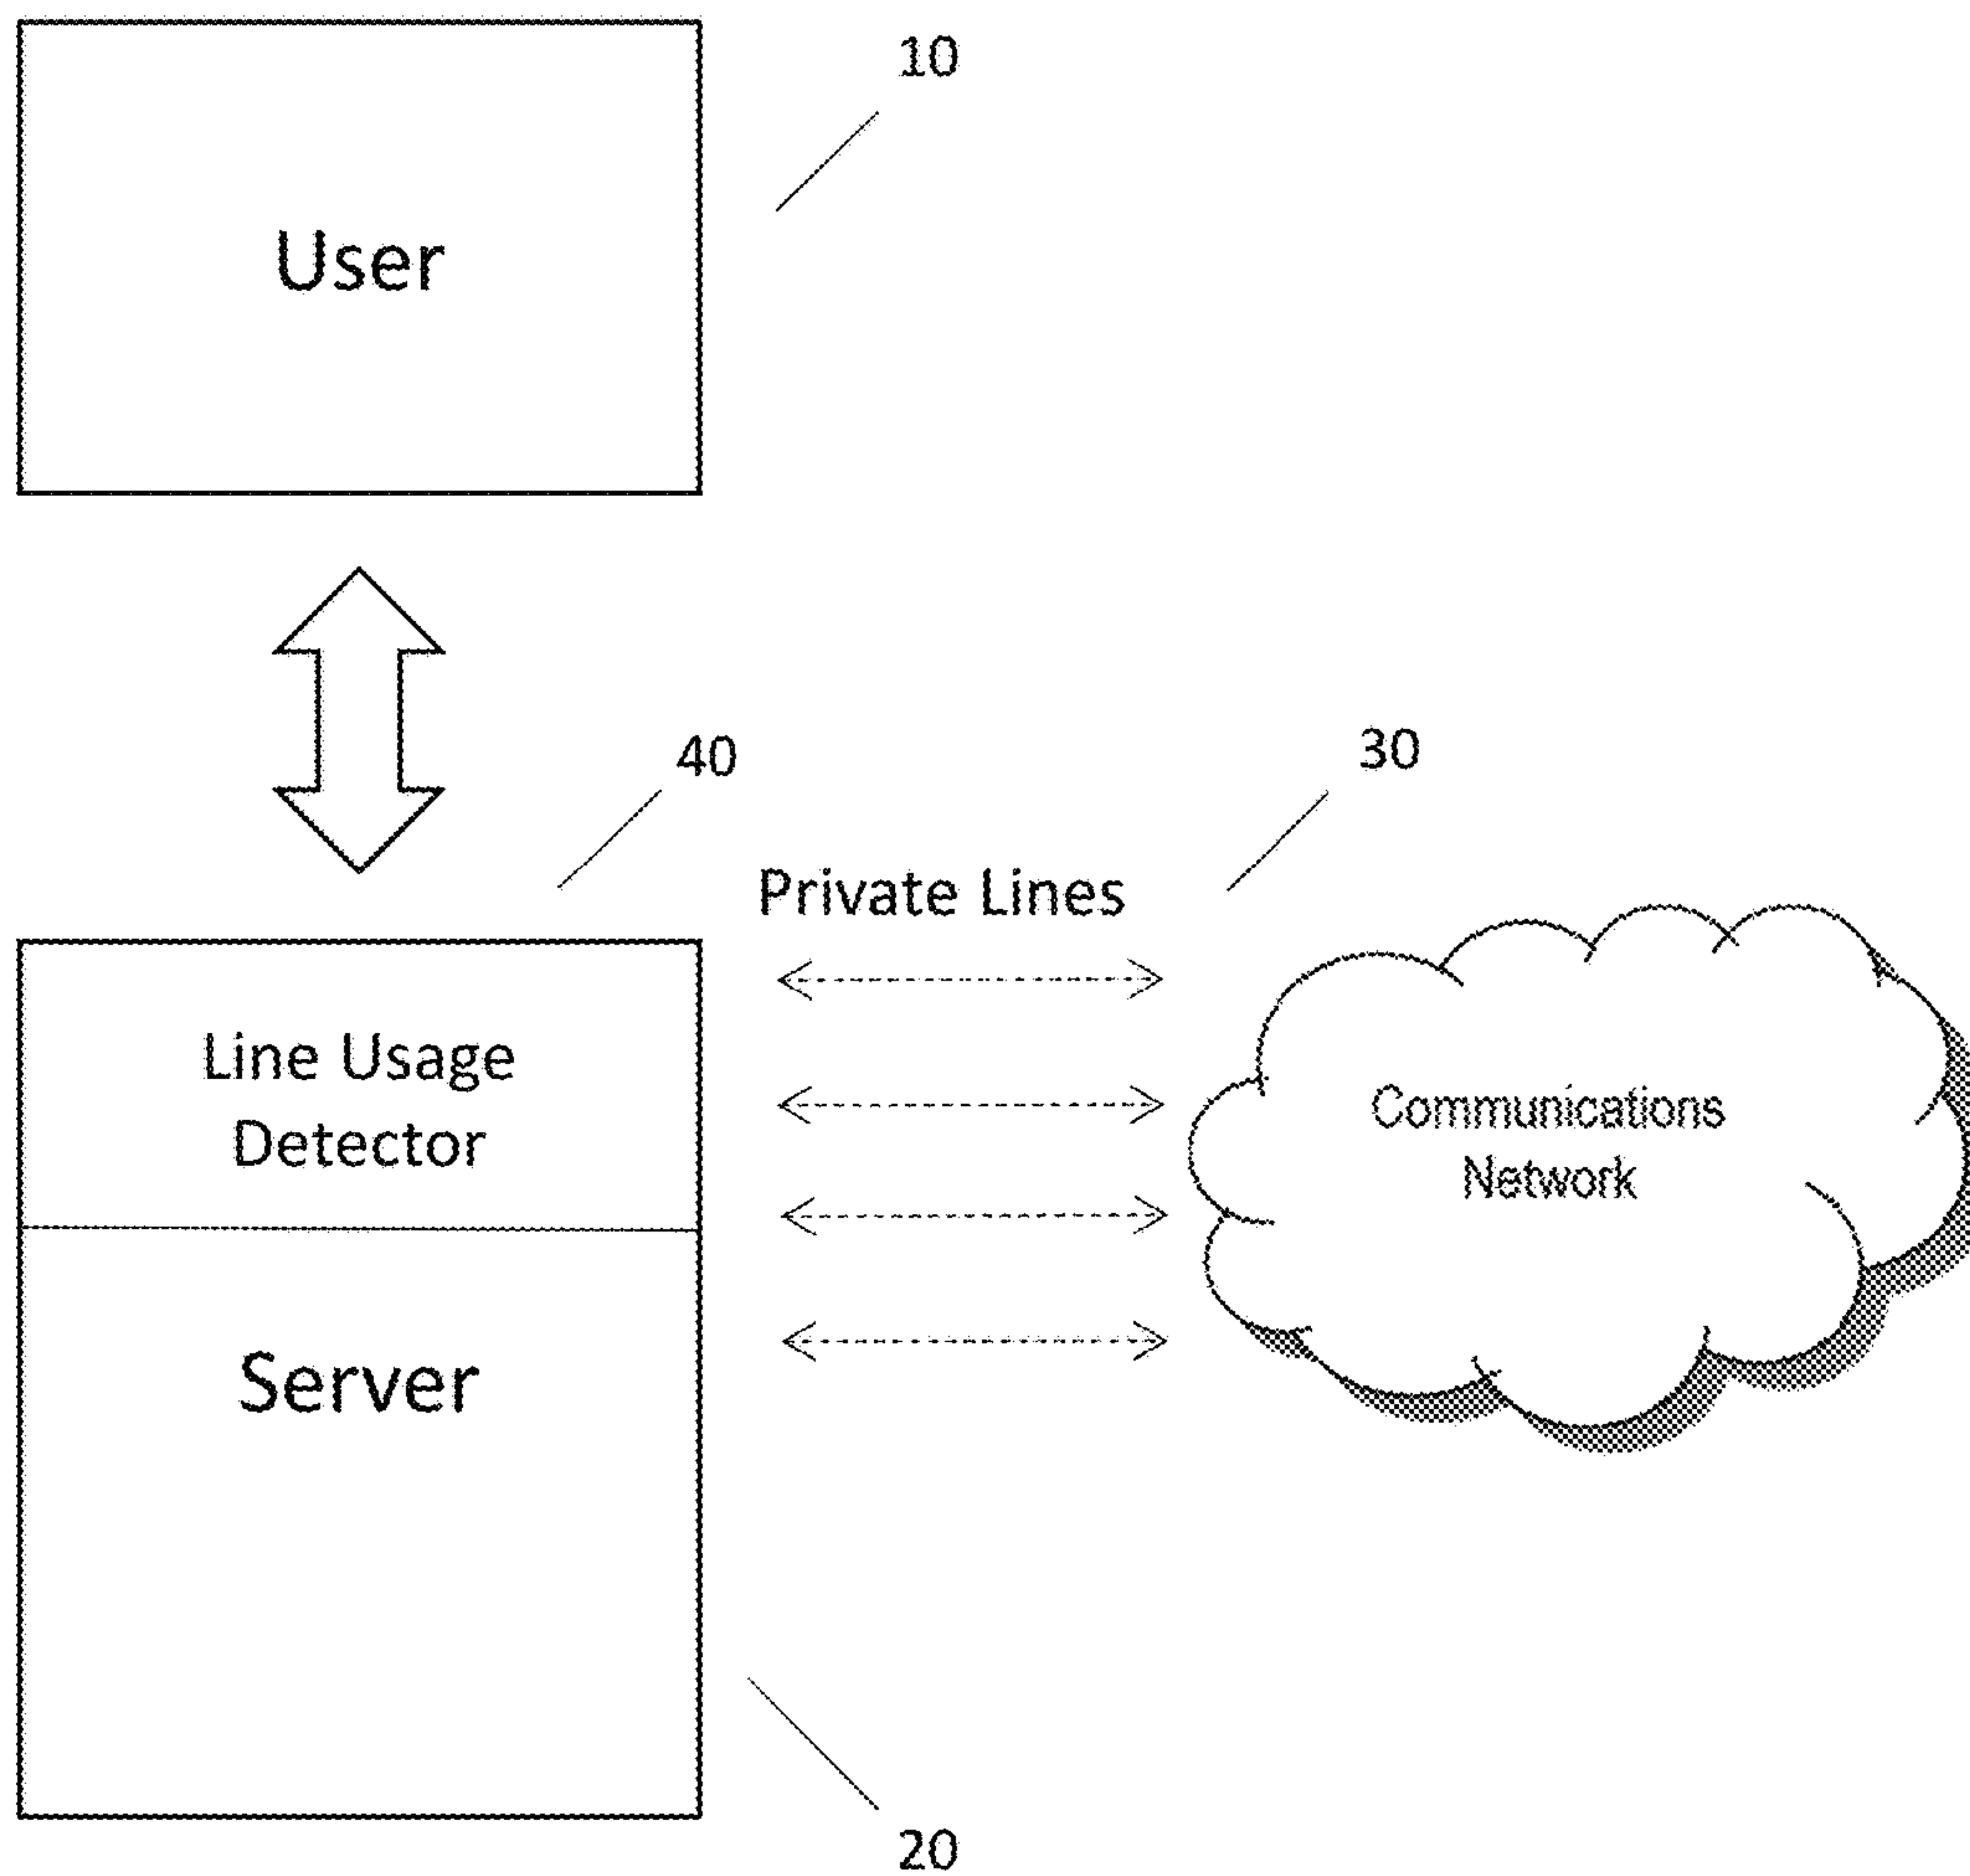 10
User
40
30
Private Lines
Line Usage
Detector
Communications
Network
Server
20